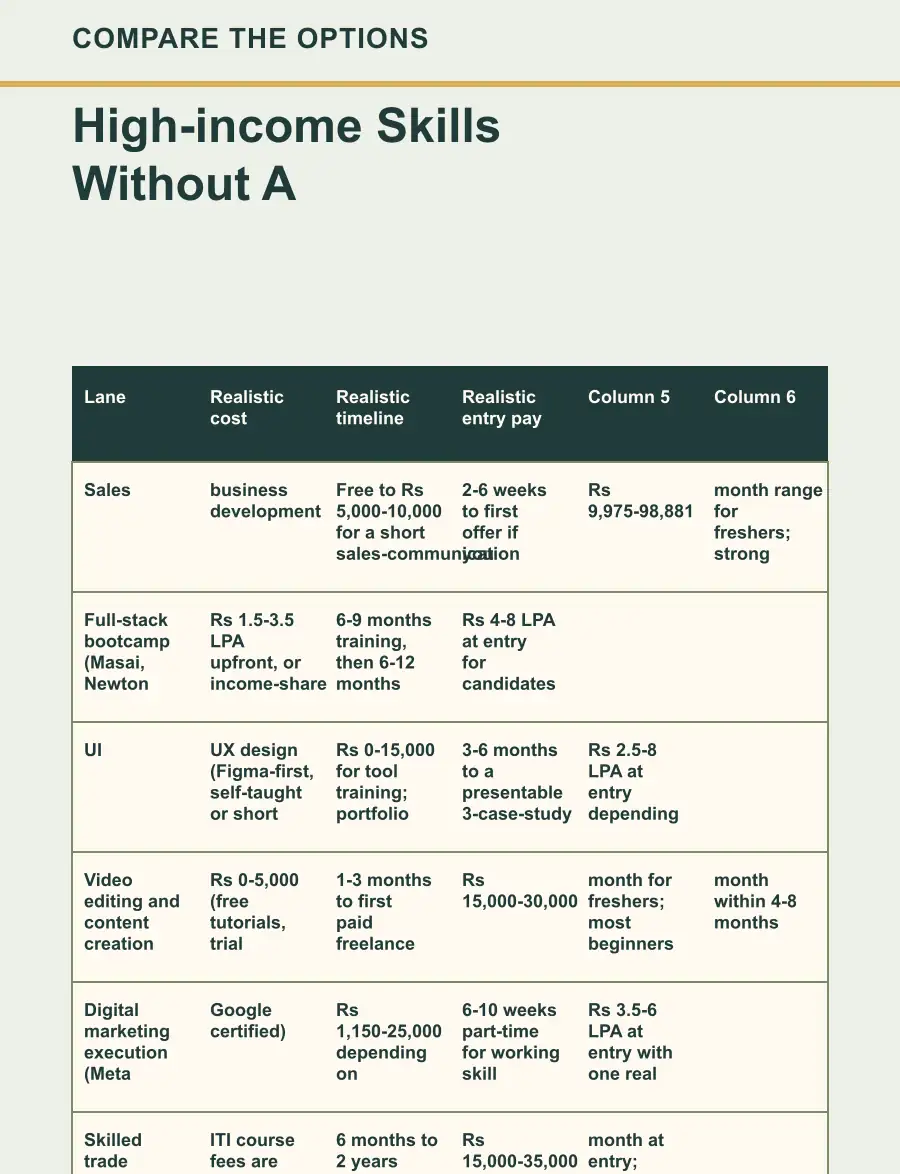 COMPARE THE OPTIONS
High-income Skills
Without A
Lane
Realistic
cost
Realistic
timeline
Realistic
entry pay
Column 5
Column 6
Sales
business
development
Free to Rs
5,000-10,000
for a short
sales-communication
2-6 weeks
to first
offer if
you
Rs
9,975-98,881
month range
for
freshers;
strong
Full-stack
bootcamp
(Masai,
Newton
Rs 1.5-3.5
LPA
upfront, or
income-share
6-9 months
training,
then 6-12
months
Rs 4-8 LPA
at entry
for
candidates
UI
UX design
(Figma-first,
self-taught
or short
Rs 0-15,000
for tool
training;
portfolio
3-6 months
to a
presentable
3-case-study
Rs 2.5-8
LPA at
entry
depending
Video
editing and
content
creation
Rs 0-5,000
(free
tutorials,
trial
1-3 months
to first
paid
freelance
Rs
15,000-30,000
month for
freshers;
most
beginners
month
within 4-8
months
Digital
marketing
execution
(Meta
Google
certified)
Rs
1,150-25,000
depending
on
6-10 weeks
part-time
for working
skill
Rs 3.5-6
LPA at
entry with
one real
Skilled
trade
ITI course
fees are
6 months to
2 years
Rs
15,000-35,000
month at
entry;